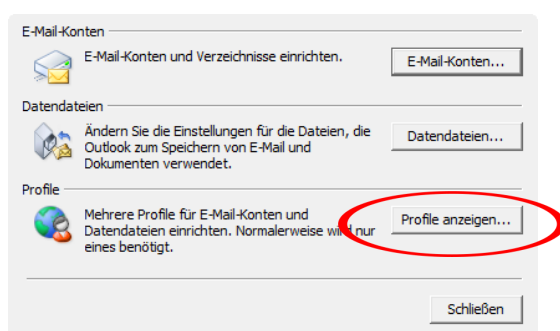 E-Mail-Konten
E-Mail-Konten und Verzeichnisse einrichten.
E-Mail-Konten...
Datendateien
Ändern Sie die Einstellungen für die Dateien, die
Outlook zum Speichern von E-Mail und
Dokumenten verwendet.
Datendateien...
Profile
Mehrere Profile für E-Mail-Konten und
Datendateien einrichten. Normalerweise wird nur
eines benötigt.
Profile anzeigen...
Schließen